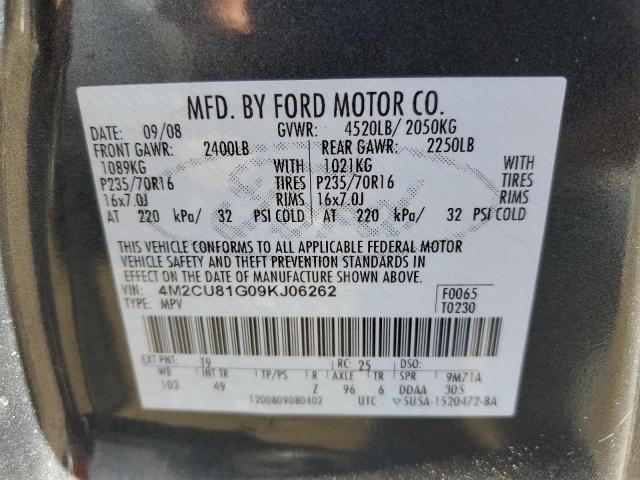 MFD. BY FORD MOTOR CO.
DATE: 09/08 GVWR: 4520LB/ 2050KG
FRONT GAWR: 2400LB REAR GAWR: 2250LB
1089KG WITH 1021KG WITH
P235/70R16 TIRES P235/70R16 TIRES
16x7.0J RIMS 16x7.0J RIMS
AT 220 kPa/ 32 PSI COLD AT 220 kPa/ 32 PSI COLD
THIS VEHICLE CONFORMS TO ALL APPLICABLE FEDERAL MOTOR
VEHICLE SAFETY AND THEFT PREVENTION STANDARDS IN
EFFECT ON THE DATE OF MANUFACTURE SHOWN ABOVE.
VIN: 4M2CU81G09KJ06262 F0065
TYPE: MPV T0230
EXT PNT: T9 RC: 25 DSO:
WB INT TR TP/PS R AXLE TR SPR 9M71A
103 49 Z 96 6 DDAA 305
1200809080402 UTC 5U5A-1520472-BA